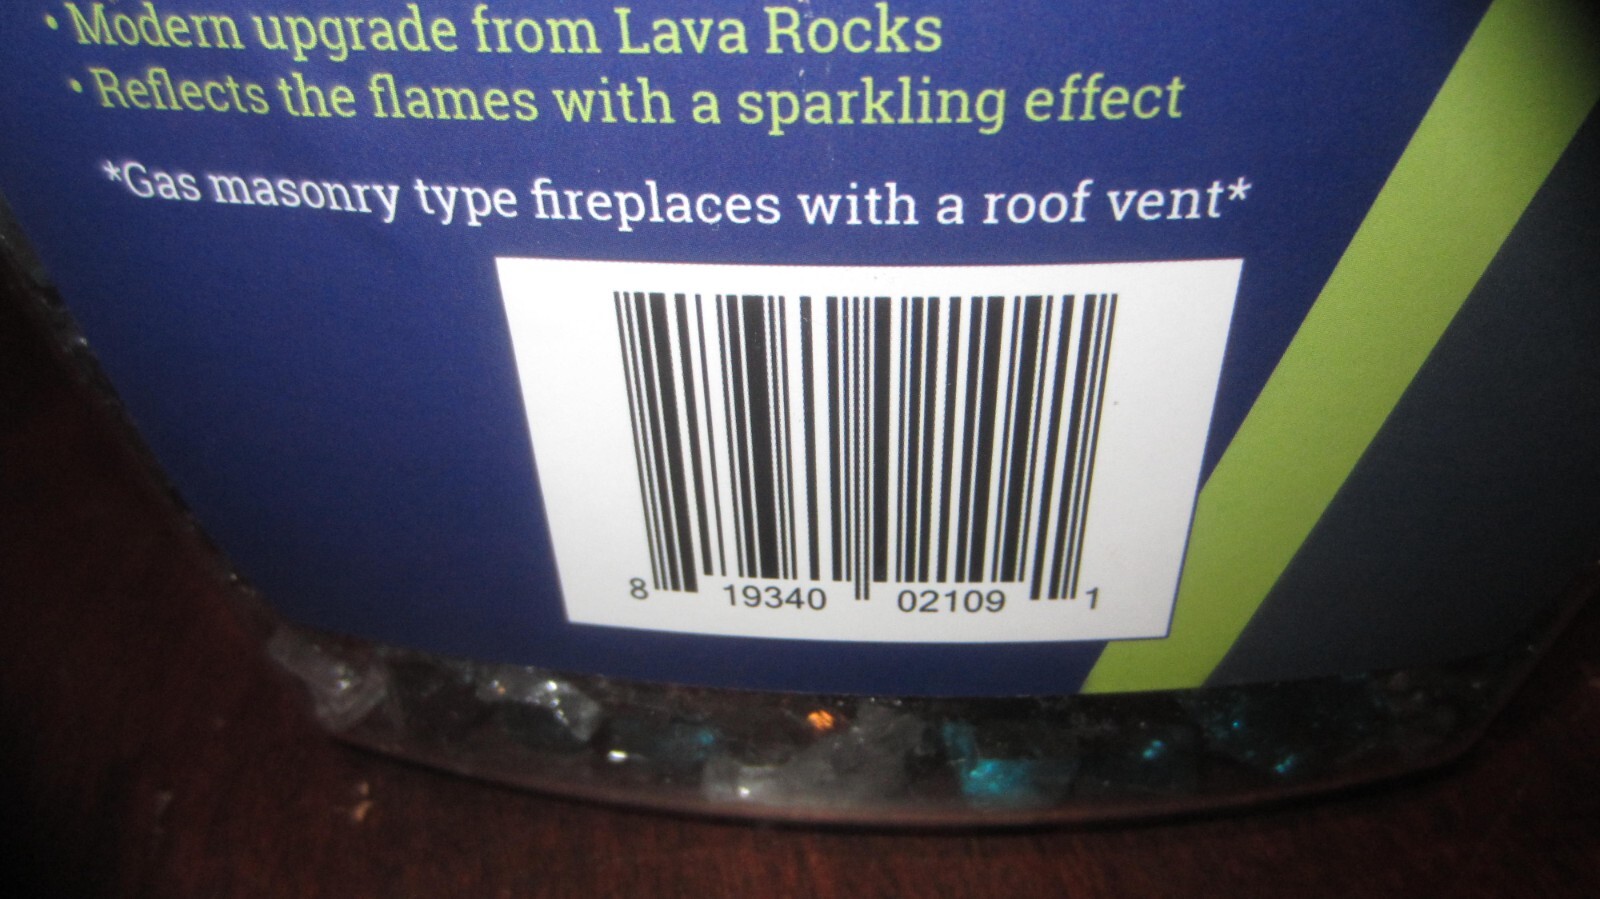 • Modern upgrade from Lava Rocks
• Reflects the flames with a sparkling effect
*Gas masonry type fireplaces with a roof vent*
8 19340 02109 1